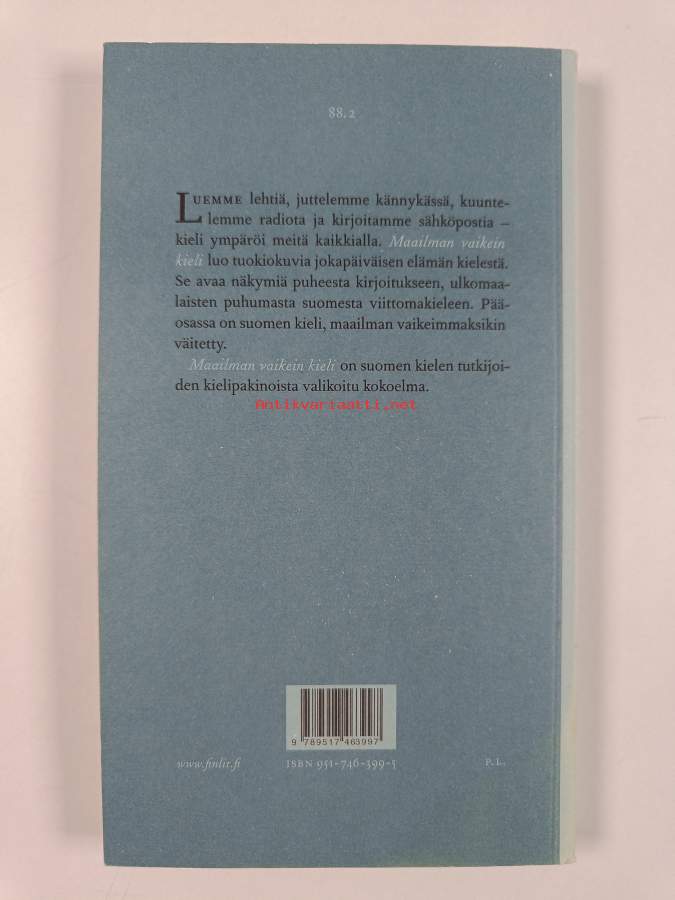 88.2
LUEMME lehtiä, juttelemme kännykässä, kuunte-
lemme radiota ja kirjoitamme sähköpostia –
kieli ympäröi meitä kaikkialla. Maailman vaikein
kieli luo tuokiokuvia jokapäiväisen elämän kielestä.
Se avaa näkymiä puheesta kirjoitukseen, ulkomaa-
laisten puhumasta suomesta viittomakieleen. Pää-
osassa on suomen kieli, maailman vaikeimmaksikin
väitetty.
Maailman vaikein kieli on suomen kielen tutkijoi-
den kielipakinoista valikoitu kokoelma.
Antikvariaatti.net
9 789517 463997
www.finlit.fi
ISBN 951-746-399-5
P.L.